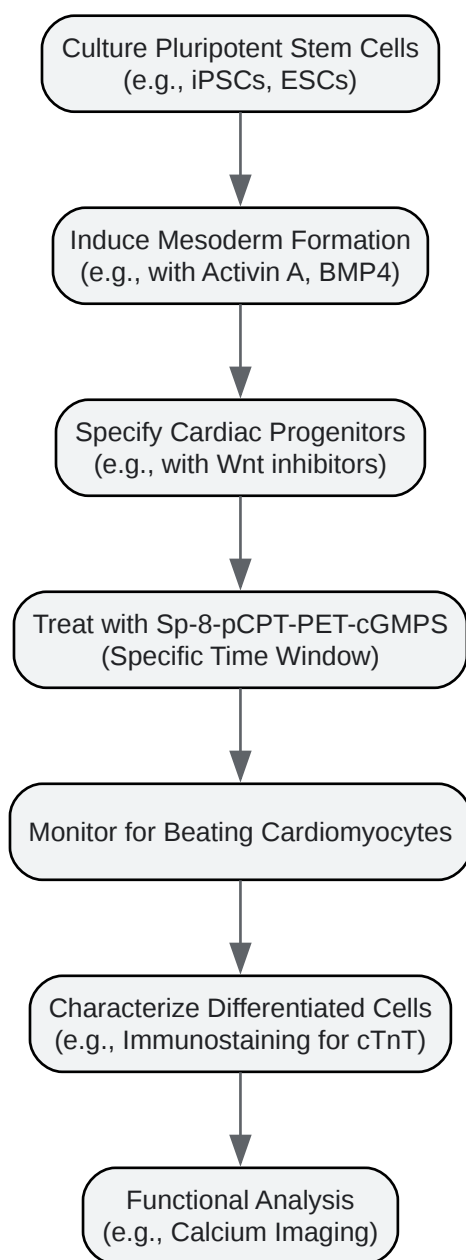 Culture Pluripotent Stem Cells
(e.g., iPSCs, ESCs)
Induce Mesoderm Formation
(e.g., with Activin A, BMP4)
Specify Cardiac Progenitors
(e.g., with Wnt inhibitors)
Treat with Sp-8-pCPT-PET-cGMPS
(Specific Time Window)
Monitor for Beating Cardiomyocytes
Characterize Differentiated Cells
(e.g., Immunostaining for cTnT)
Functional Analysis
(e.g., Calcium Imaging)